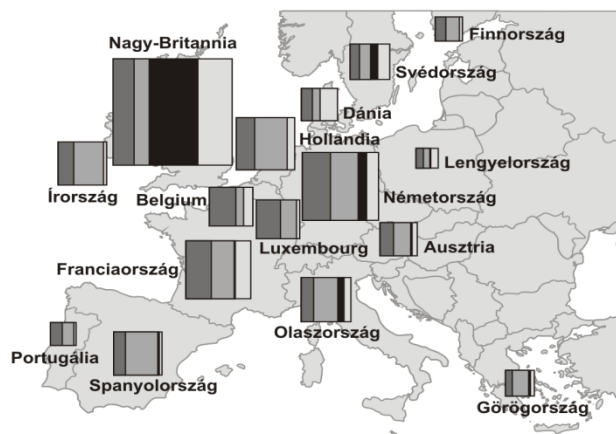 Finnország
Nagy-Britannia
Svédország
Dánia
Hollandia
Lengyelország
Írország
Belgium
Németország
Luxembourg
Ausztria
Franciaország
Olaszország
Portugália
Spanyolország
Görögország